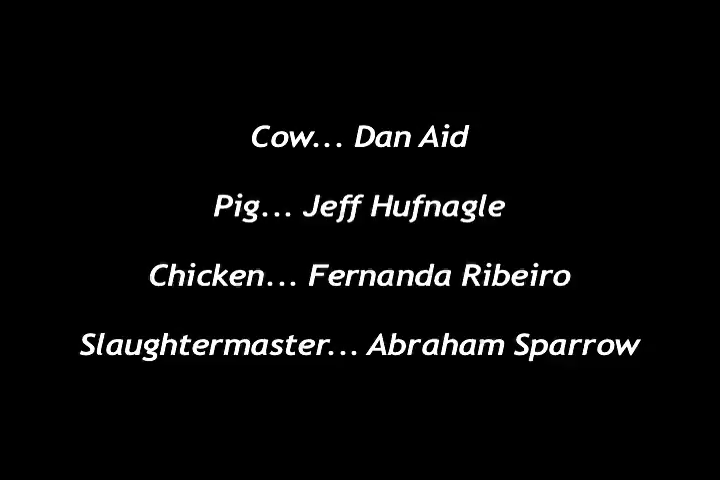 Cow... Dan Aid
Pig... Jeff Hufnagle
Chicken... Fernanda Ribeiro
Slaughtermaster... Abraham Sparrow